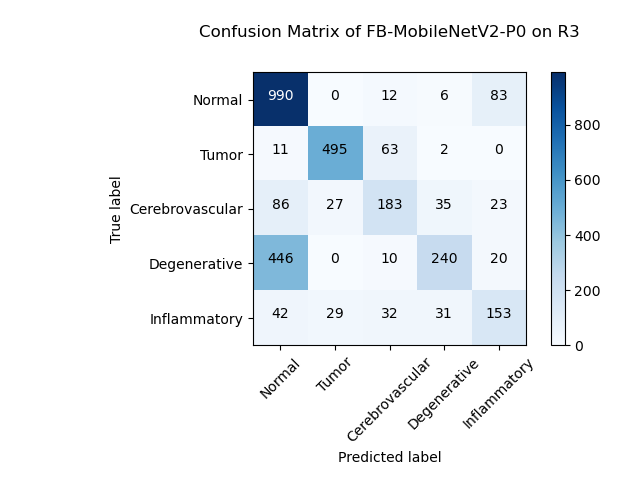 Confusion Matrix of FB-MobileNetV2-P0 on R3
Normal 990 0 12 6 83
Tumor 11 495 63 2 0
Cerebrovascular 86 27 183 35 23
Degenerative 446 0 10 240 20
Inflammatory 42 29 32 31 153
True label
Normal Tumor Cerebrovascular Degenerative Inflammatory
Predicted label
800
600
400
200
0